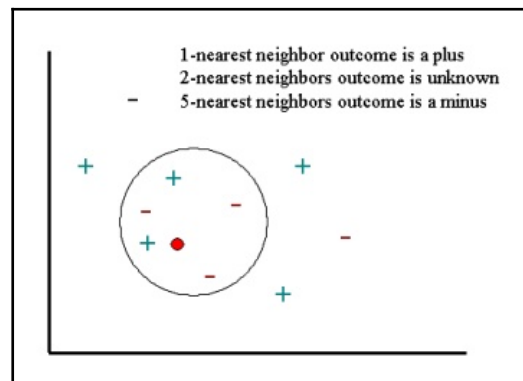 1-nearest neighbor outcome is a plus
2-nearest neighbors outcome is unknown
5-nearest neighbors outcome is a minus